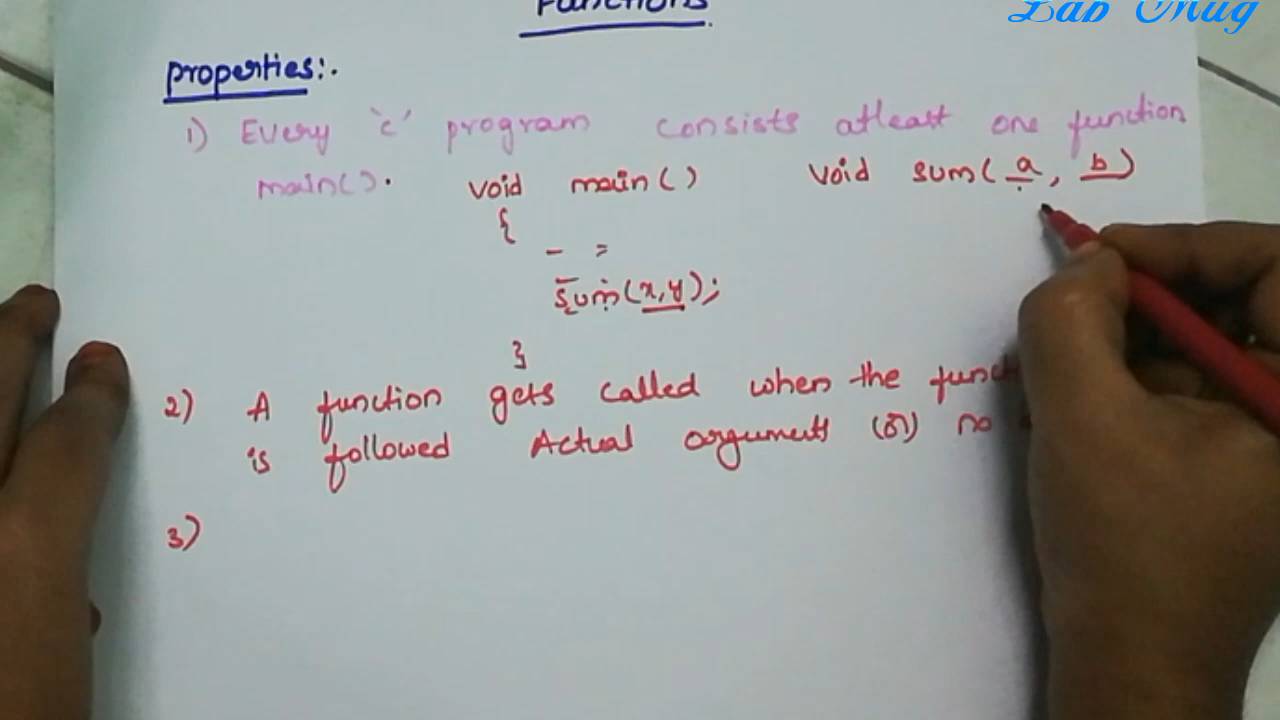 Functions
Lab Mug
properties:.
1) Every 'c' program consists atleast one function
main(). void main() void sum(a, b)
{
- =
sum(x,y);
}
2) A function gets called when the funct
is followed Actual arguments (or) no
3)